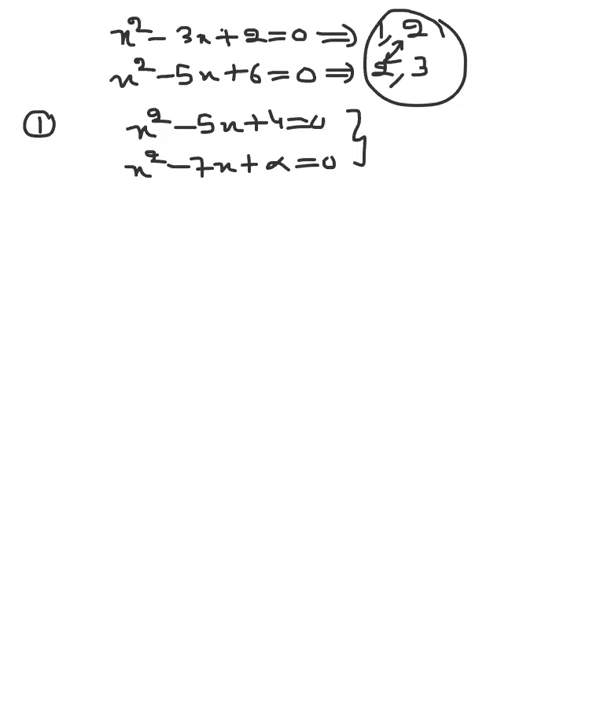 x² - 3x + 2 = 0 ⇒ 1, 2
x² - 5x + 6 = 0 ⇒ 2, 3
① x² - 5x + 4 = 0
x² - 7x + α = 0 }